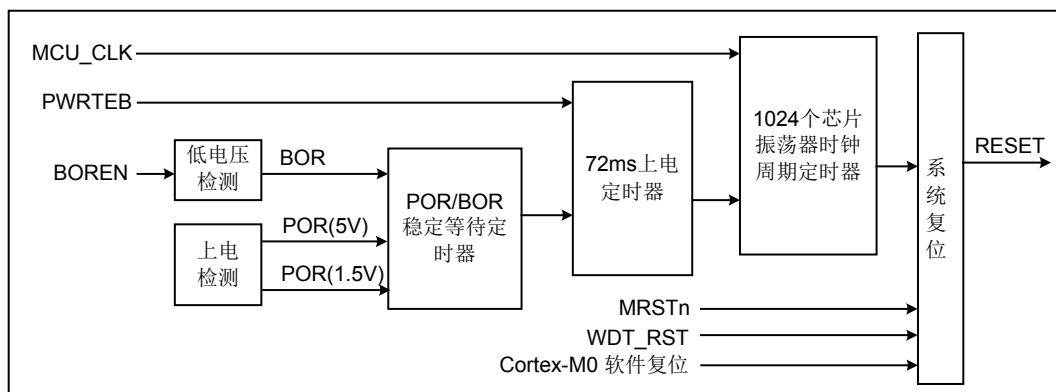 MCU_CLK
PWRTEB
BOREN
低电压
检测
BOR
上电
检测
POR(5V)
POR(1.5V)
POR/BOR
稳定等待定
时器
72ms上电
定时器
1024个芯片
振荡器时钟
周期定时器
系
统
复
位
RESET
MRSTn
WDT_RST
Cortex-M0 软件复位